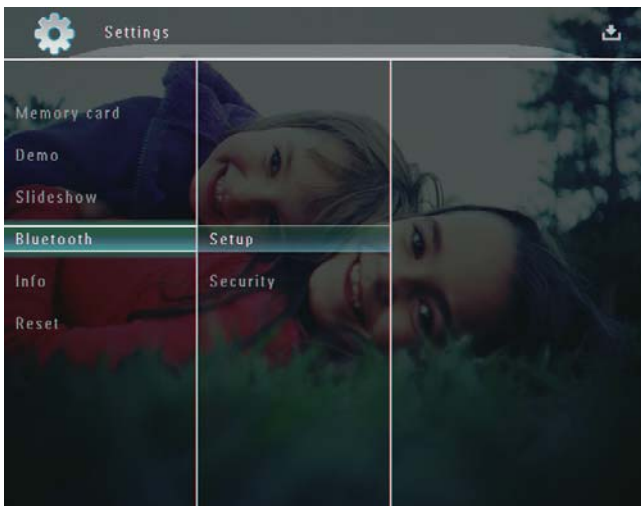 Settings
Memory card
Demo
Slideshow
Bluetooth
Setup
Info
Security
Reset